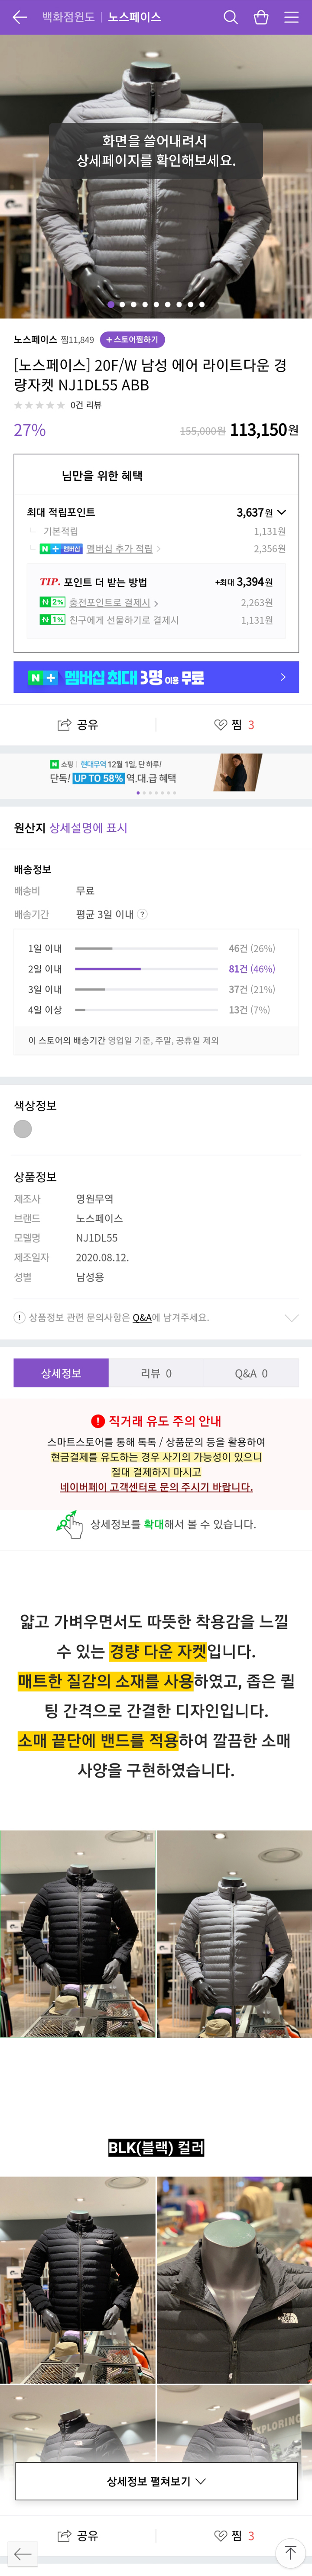 백화점윈도 | 노스페이스
화면을 쓸어내려서
상세페이지를 확인해보세요.
노스페이스 찜11,849 + 스토어찜하기
[노스페이스] 20F/W 남성 에어 라이트다운 경
량자켓 NJ1DL55 ABB
0건 리뷰
27% 155,000원 113,150원
님만을 위한 혜택
최대 적립포인트 3,637원
기본적립 1,131원
N+ 멤버십 멤버십 추가 적립 2,356원
TIP. 포인트 더 받는 방법 +최대 3,394원
N 2% 충전포인트로 결제시 2,263원
N 1% 친구에게 선물하기로 결제시 1,131원
N+ 멤버십 최대 3명 이용 무료
공유 찜 3
N 쇼핑 | 현대무역 12월 1일, 단 하루!
단독! UP TO 58% 역.대.급 혜택
원산지 상세설명에 표시
배송정보
배송비 무료
배송기간 평균 3일 이내 ?
1일 이내 46건 (26%)
2일 이내 81건 (46%)
3일 이내 37건 (21%)
4일 이상 13건 (7%)
이 스토어의 배송기간 영업일 기준, 주말, 공휴일 제외
색상정보
상품정보
제조사 영원무역
브랜드 노스페이스
모델명 NJ1DL55
제조일자 2020.08.12.
성별 남성용
상품정보 관련 문의사항은 Q&A에 남겨주세요.
상세정보 리뷰 0 Q&A 0
직거래 유도 주의 안내
스마트스토어를 통해 톡톡 / 상품문의 등을 활용하여
현금결제를 유도하는 경우 사기의 가능성이 있으니
절대 결제하지 마시고
네이버페이 고객센터로 문의 주시기 바랍니다.
상세정보를 확대해서 볼 수 있습니다.
얇고 가벼우면서도 따뜻한 착용감을 느낄
수 있는 경량 다운 자켓입니다.
매트한 질감의 소재를 사용하였고, 좁은 퀼
팅 간격으로 간결한 디자인입니다.
소매 끝단에 밴드를 적용하여 깔끔한 소매
사양을 구현하였습니다.
BLK(블랙) 컬러
EXPLORING
상세정보 펼쳐보기
공유 찜 3